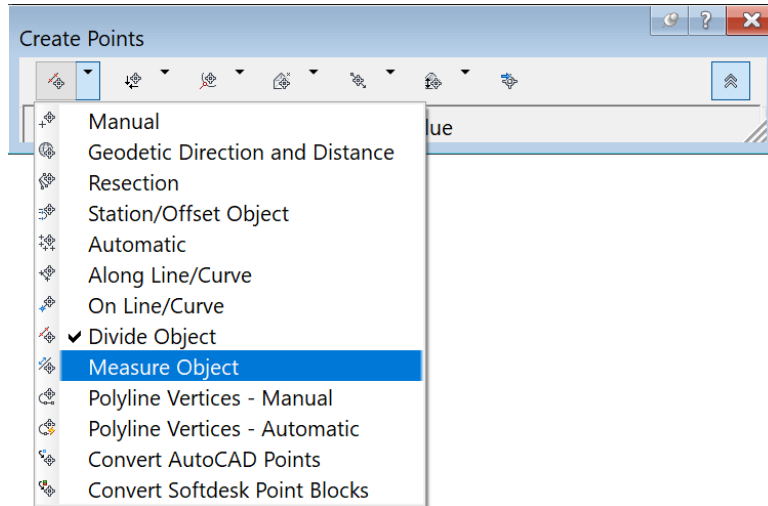 Create Points
?
lue
Manual
Geodetic Direction and Distance
Resection
Station/Offset Object
Automatic
Along Line/Curve
On Line/Curve
Divide Object
Measure Object
Polyline Vertices - Manual
Polyline Vertices - Automatic
Convert AutoCAD Points
Convert Softdesk Point Blocks